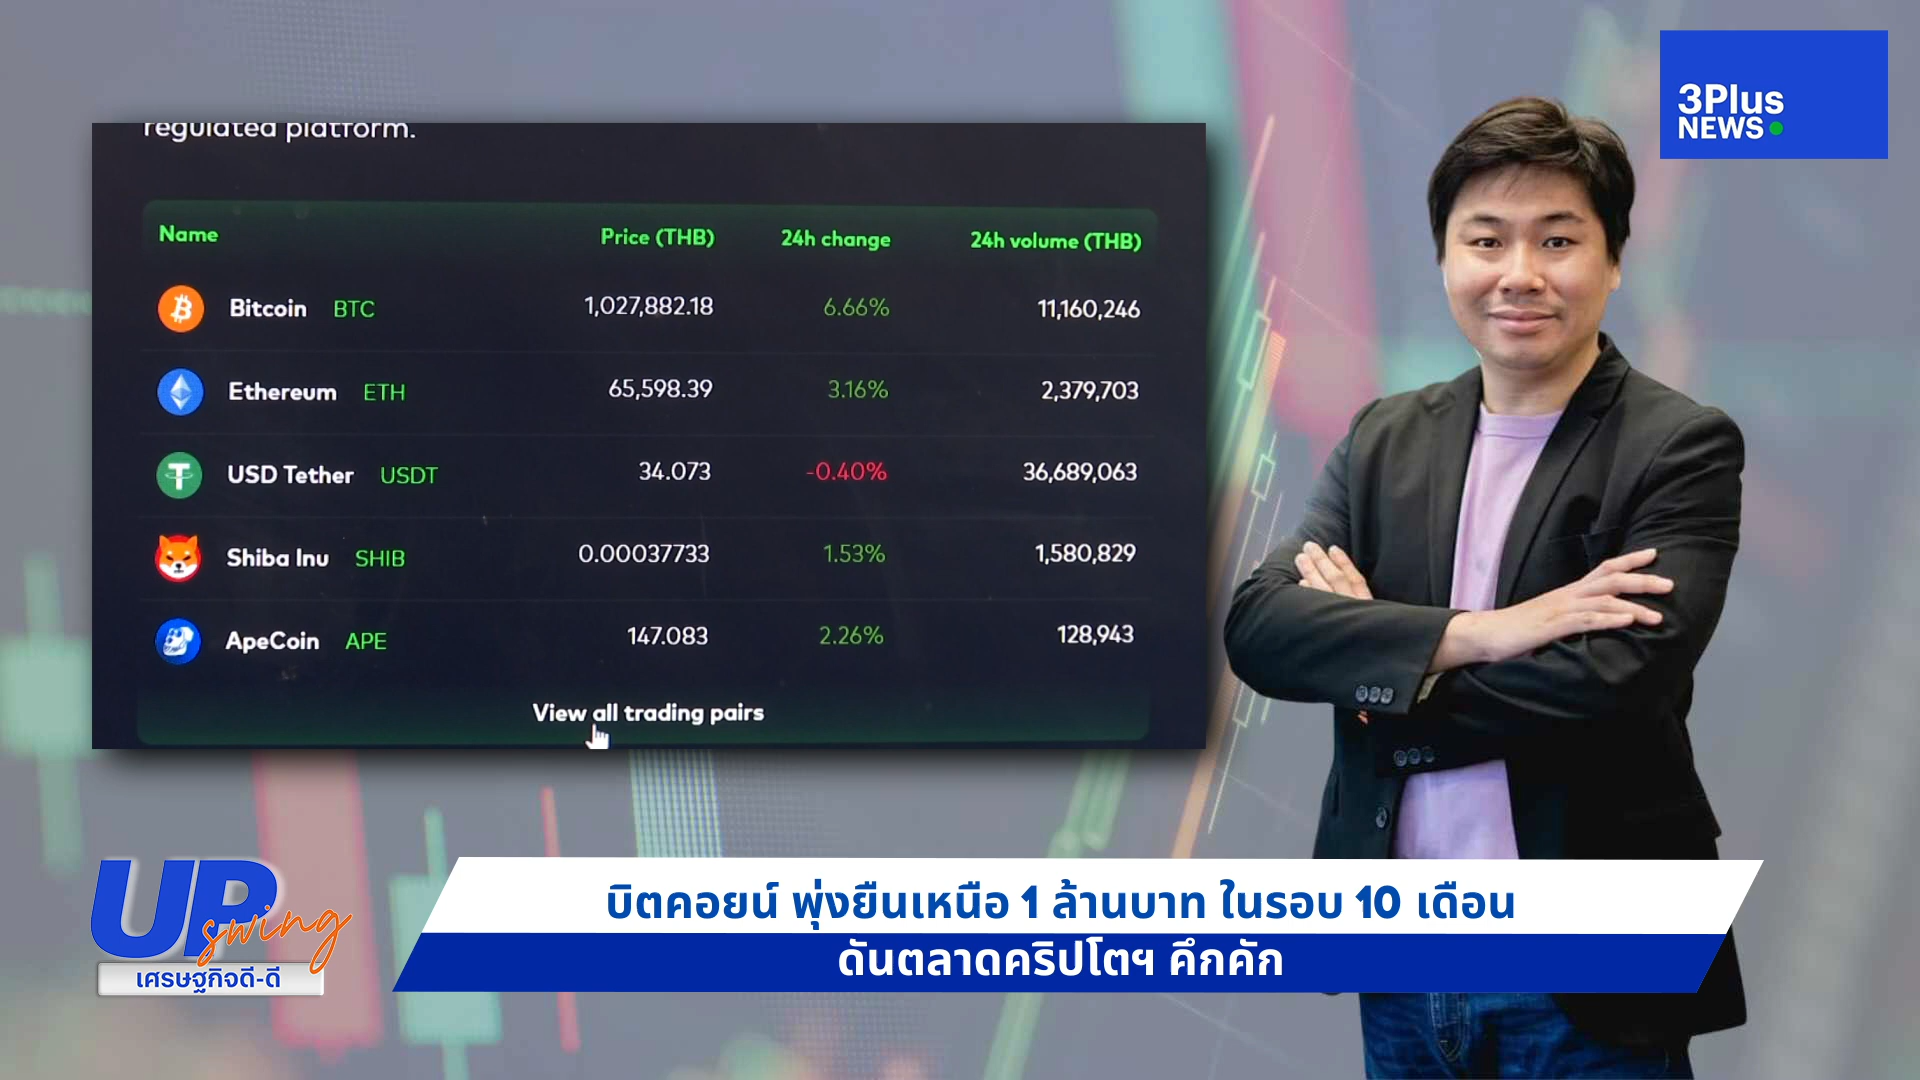 3Plus
NEWS
regulated platform.
Name Price (THB) 24h change 24h volume (THB)
Bitcoin BTC 1,027,882.18 6.66% 11,160,246
Ethereum ETH 65,598.39 3.16% 2,379,703
USD Tether USDT 34.073 -0.40% 36,689,063
Shiba Inu SHIB 0.00037733 1.53% 1,580,829
ApeCoin APE 147.083 2.26% 128,943
View all trading pairs
UP
swing
เศรษฐกิจดี-ดี
บิตคอยน์ พุ่งยืนเหนือ 1 ล้านบาท ในรอบ 10 เดือน
ดันตลาดคริปโตฯ คึกคัก